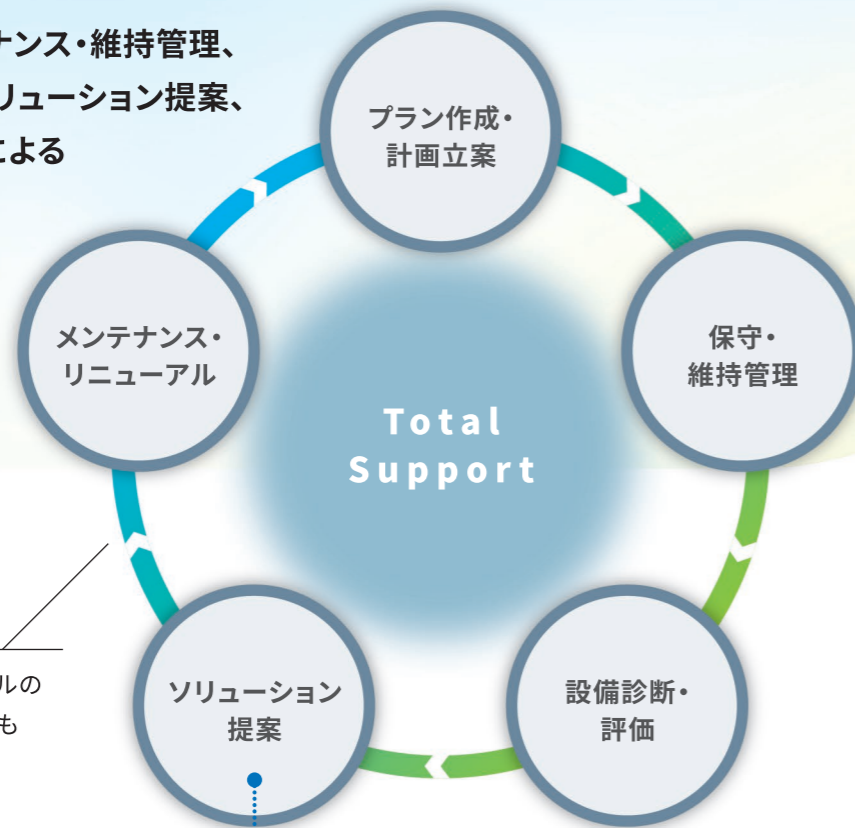 ナンス・維持管理、
リューション提案、
による
プラン作成・
計画立案
メンテナンス・
リニューアル
保守・
維持管理
Total
Support
ルの
も
ソリューション
提案
設備診断・
評価